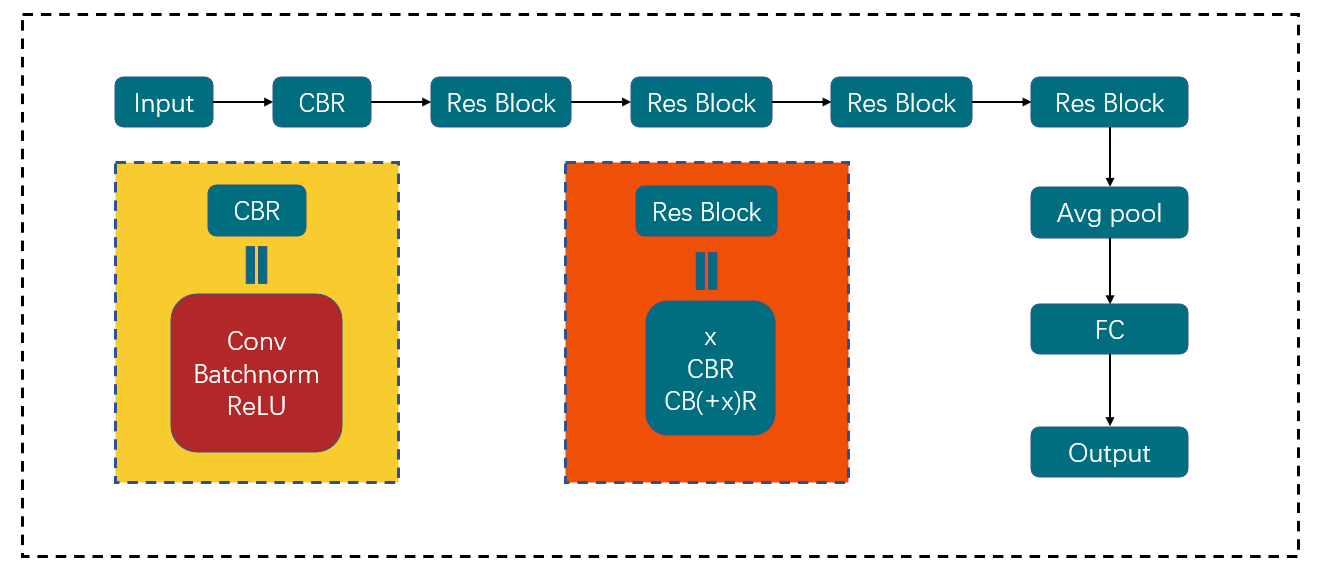 Input
CBR
Res Block
Res Block
Res Block
Res Block
CBR
Conv
Batchnorm
ReLU
Res Block
x
CBR
CB(+x)R
Avg pool
FC
Output